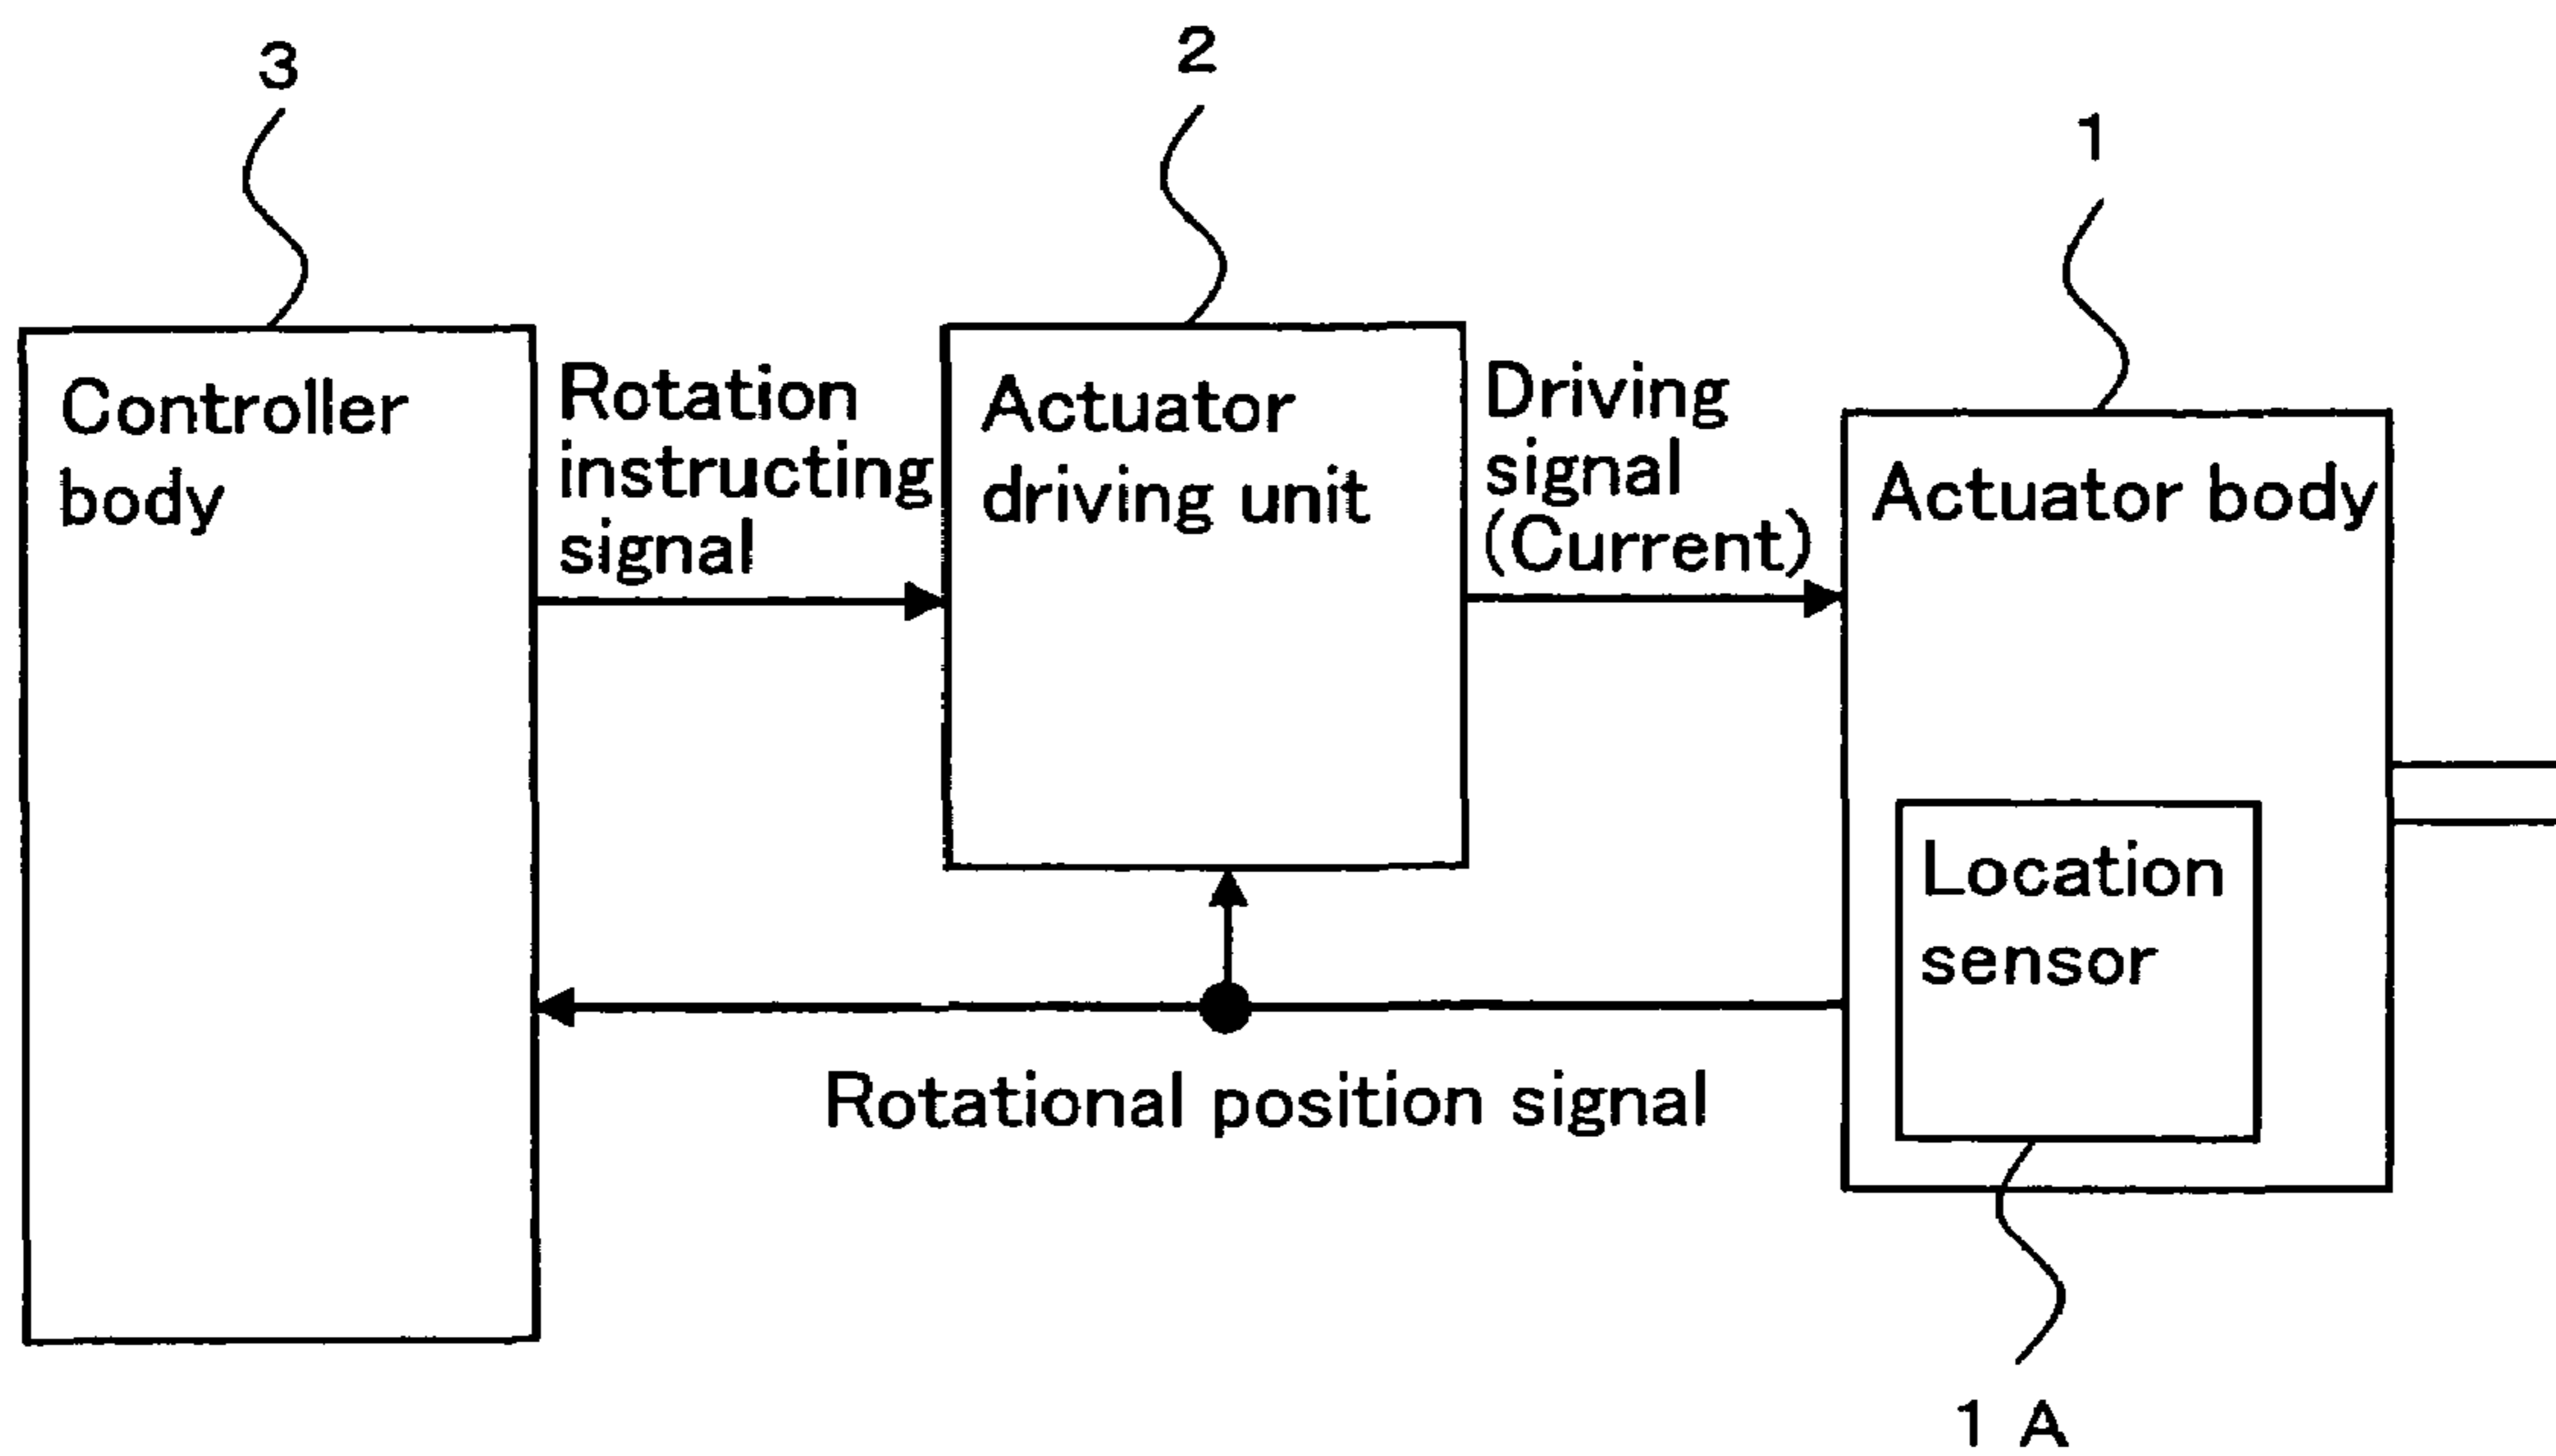 3
2
1
Controller
body
Rotation
instructing
signal
Actuator
driving unit
Driving
signal
(Current)
Actuator body
Location
sensor
Rotational position signal
1 A